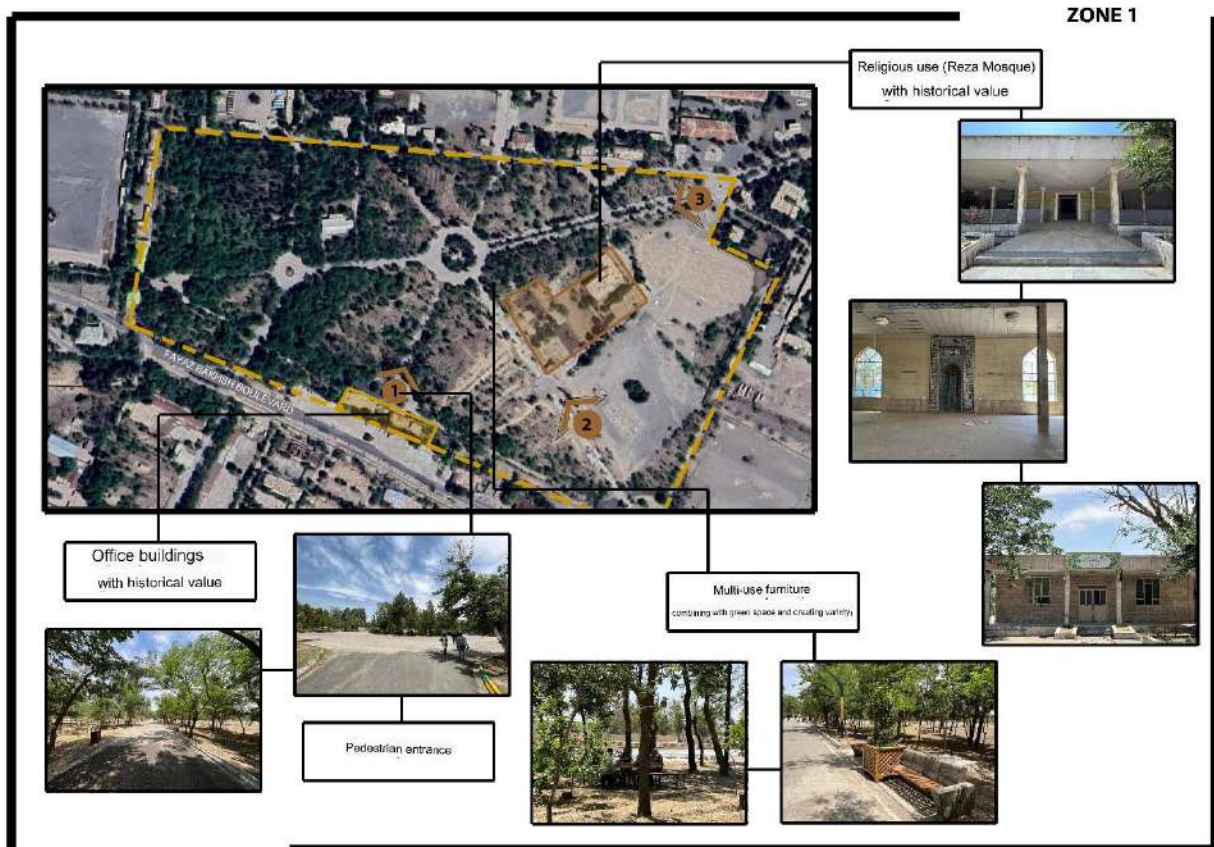 ZONE 1
Religious use (Reza Mosque)
with historical value
3
1
2
FAYAZ BAKHSH BOULEVARD
Office buildings
with historical value
Multi-use furniture
combining with green space and creating variety
Pedestrian entrance